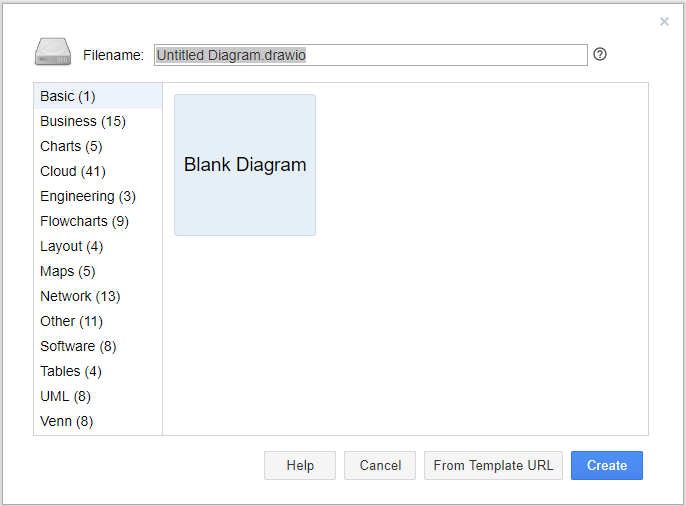 Filename: Untitled Diagram.drawio
Basic (1)
Business (15)
Charts (5)
Cloud (41)
Engineering (3)
Flowcharts (9)
Layout (4)
Maps (5)
Network (13)
Other (11)
Software (8)
Tables (4)
UML (8)
Venn (8)
Blank Diagram
Help Cancel From Template URL Create